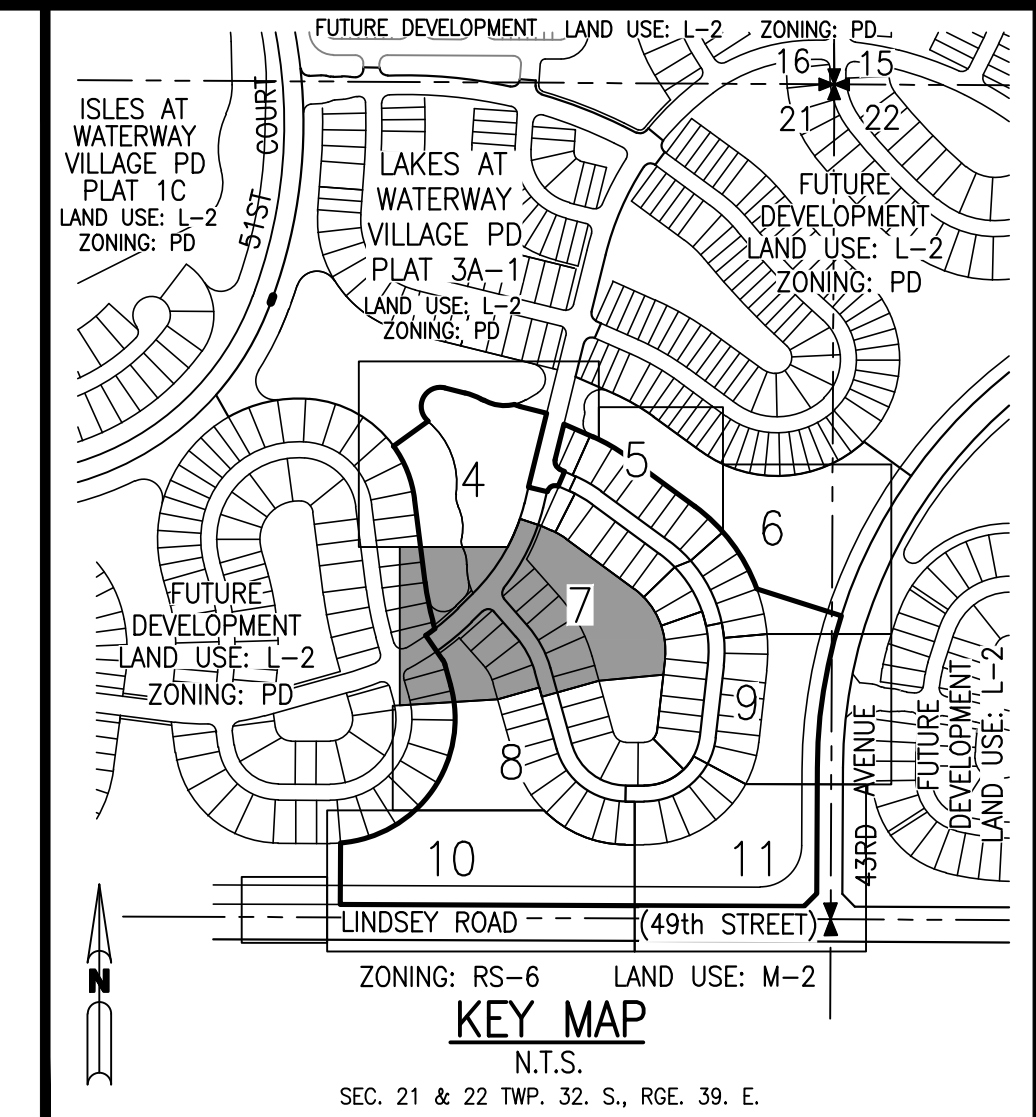 FUTURE DEVELOPMENT LAND USE: L-2 ZONING: PD
16 15
21 22
ISLES AT
WATERWAY
VILLAGE PD
PLAT 1C
LAND USE: L-2
ZONING: PD
51ST COURT
LAKES AT
WATERWAY
VILLAGE PD
PLAT 3A-1
LAND USE: L-2
ZONING: PD
FUTURE
DEVELOPMENT
LAND USE: L-2
ZONING: PD
4
5
6
7
FUTURE
DEVELOPMENT
LAND USE: L-2
ZONING: PD
8
9
10
11
43RD AVENUE
FUTURE
DEVELOPMENT
LAND USE: L-2
LINDSEY ROAD (49th STREET)
ZONING: RS-6 LAND USE: M-2
N
KEY MAP
N.T.S.
SEC. 21 & 22 TWP. 32. S., RGE. 39. E.